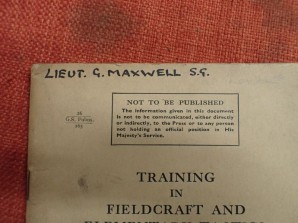 LIEUT. G. MAXWELL S.G.
26
NOT TO BE PUBLISHED
The information given in this document
is not to be communicated, either directly
or indirectly, to the Press or to any person
not holding an official position in His
Majesty's Service.
TRAINING
IN
FIELDCRAFT AND